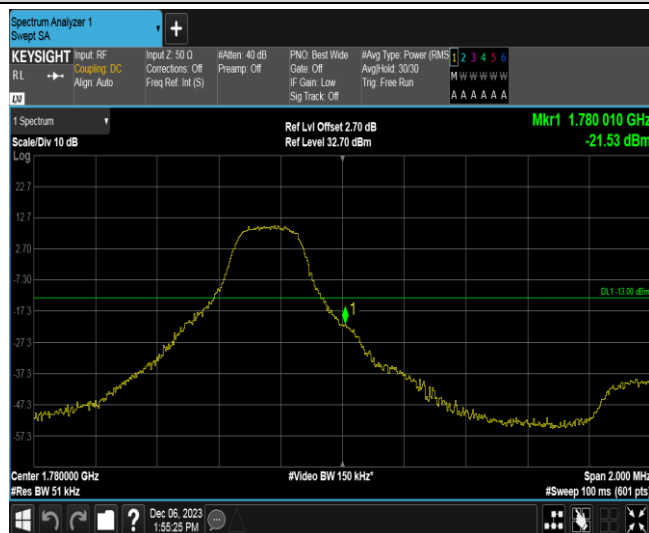 Spectrum Analyzer 1
Swept SA
KEYSIGHT
RL
LXI
Input: RF
Coupling: DC
Align: Auto
Input Z: 50 Ω
Corrections: Off
Freq Ref: Int (S)
#Atten: 40 dB
Preamp: Off
PNO: Best Wide
Gate: Off
IF Gain: Low
Sig Track: Off
#Avg Type: Power (RMS
Avg|Hold: 30/30
Trig: Free Run
1 2 3 4 5 6
M W W W W W
A A A A A A
1 Spectrum
Scale/Div 10 dB
Ref Lvl Offset 2.70 dB
Ref Level 32.70 dBm
Mkr1 1.780 010 GHz
-21.53 dBm
Log
22.7
12.7
2.70
-7.30
DL1 -13.00 dBm
-17.3
1
-27.3
-37.3
-47.3
-57.3
Center 1.780000 GHz
#Res BW 51 kHz
#Video BW 150 kHz*
Span 2.000 MHz
#Sweep 100 ms (601 pts)
Dec 06, 2023
1:55:25 PM